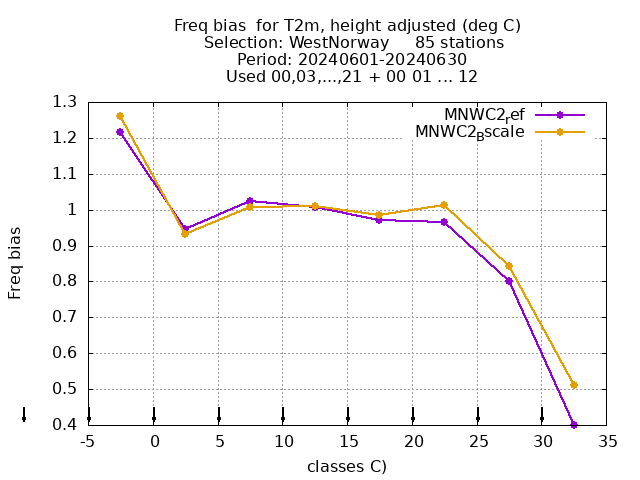 Freq bias  for T2m, height adjusted (deg C)
Selection: WestNorway     85 stations
Period: 20240601-20240630
Used 00,03,...,21 + 00 01 ... 12
MNWC2ref
MNWC2Bscale
1.3
1.2
1.1
1
0.9
0.8
0.7
0.6
0.5
0.4
Freq bias
-5 0 5 10 15 20 25 30 35
classes C)